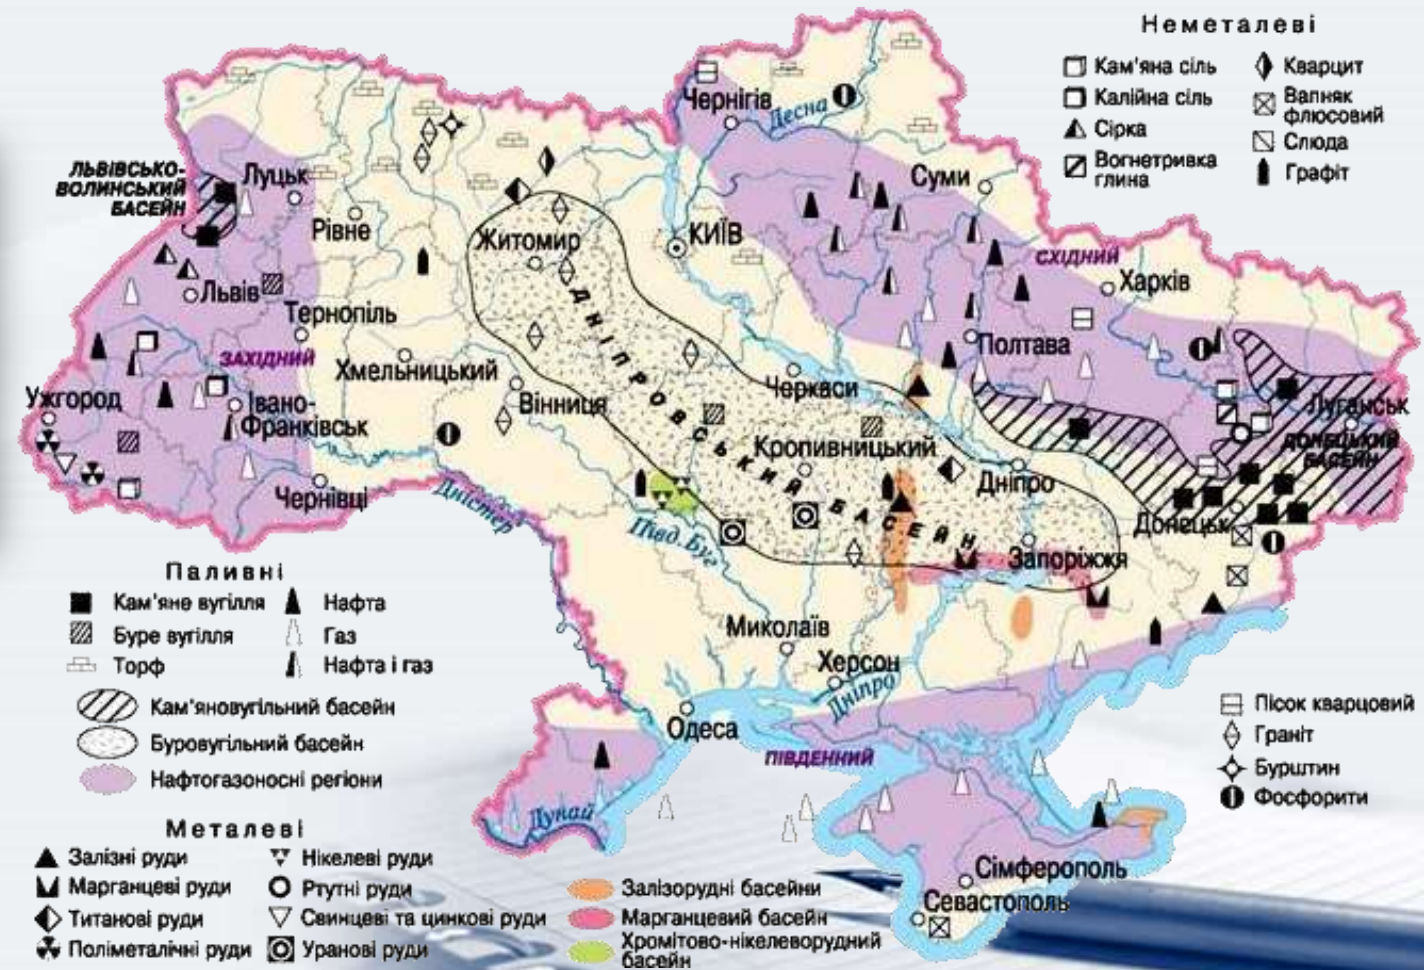 Неметалеві
Кам'яна сіль
Калійна сіль
Сірка
Вогнетривка
глина
Кварцит
Вапняк
флюсовий
Слюда
Графіт
Чернігів
Десна
ЛЬВІВСЬКО-
ВОЛИНСЬКИЙ
БАСЕЙН
Луцьк
Рівне
Житомир
КИЇВ
Суми
СХІДНИЙ
Харків
Львів
Тернопіль
ЗАХІДНИЙ
Хмельницький
Полтава
Черкаси
Ужгород
Івано-
Франківськ
Вінниця
ДНІПРОВСЬКИЙ БАСЕЙН
Кропивницький
Луганськ
ДОНЕЦЬКИЙ
БАСЕЙН
Чернівці
Дністер
Півд. Буг
Дніпро
Донецьк
Запоріжжя
Миколаїв
Херсон
Дніпро
Одеса
ПІВДЕННИЙ
Дунай
Сімферополь
Севастополь
Паливні
Кам'яне вугілля
Буре вугілля
Торф
Нафта
Газ
Нафта і газ
Кам'яновугільний басейн
Буровугільний басейн
Нафтогазоносні регіони
Металеві
Залізні руди
Марганцеві руди
Титанові руди
Поліметалічні руди
Нікелеві руди
Ртутні руди
Свинцеві та цинкові руди
Уранові руди
Залізорудні басейни
Марганцевий басейн
Хромітово-нікелеворудний
басейн
Пісок кварцовий
Граніт
Бурштин
Фосфорити